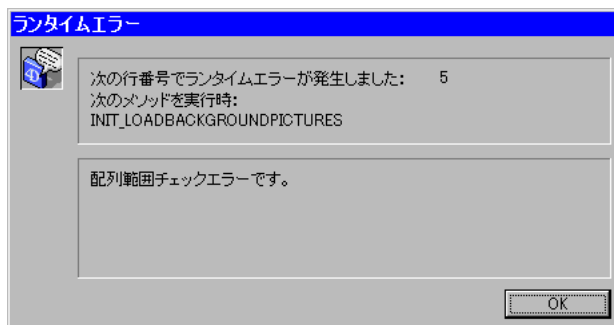 ランタイムエラー
次の行番号でランタイムエラーが発生しました: 5
次のメソッドを実行時:
INIT_LOADBACKGROUNDPICTURES
配列範囲チェックエラーです。
OK